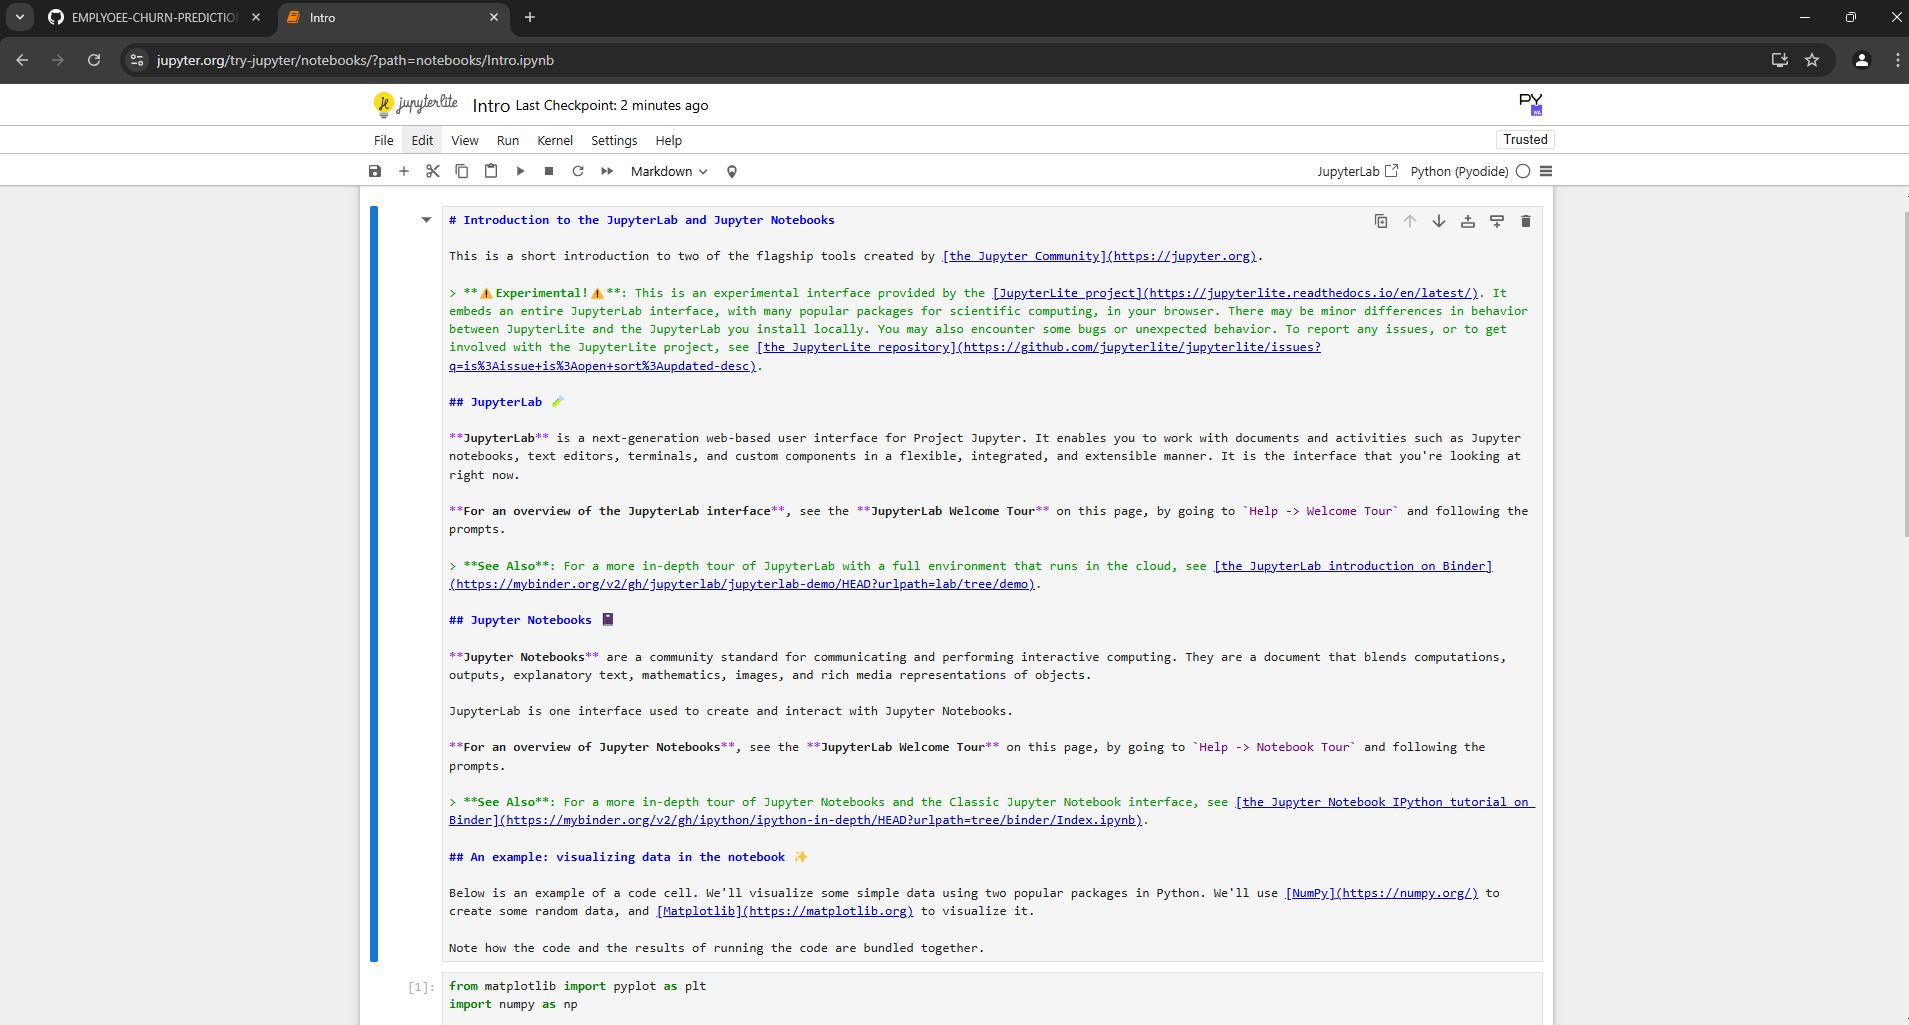 EMPLYOEE-CHURN-PREDICTION
Intro
jupyter.org/try-jupyter/notebooks/?path=notebooks/Intro.ipynb
jupyterlite Intro Last Checkpoint: 2 minutes ago
PY
File Edit View Run Kernel Settings Help
Trusted
Markdown
JupyterLab
Python (Pyodide)
# Introduction to the JupyterLab and Jupyter Notebooks
This is a short introduction to two of the flagship tools created by [the Jupyter Community](https://jupyter.org).
> **⚠️Experimental!⚠️**: This is an experimental interface provided by the [JupyterLite project](https://jupyterlite.readthedocs.io/en/latest/). It
embeds an entire JupyterLab interface, with many popular packages for scientific computing, in your browser. There may be minor differences in behavior
between JupyterLite and the JupyterLab you install locally. You may also encounter some bugs or unexpected behavior. To report any issues, or to get
involved with the JupyterLite project, see [the JupyterLite repository](https://github.com/jupyterlite/jupyterlite/issues?
q=is%3Aissue+is%3Aopen+sort%3Aupdated-desc).
## JupyterLab 🧪
**JupyterLab** is a next-generation web-based user interface for Project Jupyter. It enables you to work with documents and activities such as Jupyter
notebooks, text editors, terminals, and custom components in a flexible, integrated, and extensible manner. It is the interface that you're looking at
right now.
**For an overview of the JupyterLab interface**, see the **JupyterLab Welcome Tour** on this page, by going to `Help -> Welcome Tour` and following the
prompts.
> **See Also**: For a more in-depth tour of JupyterLab with a full environment that runs in the cloud, see [the JupyterLab introduction on Binder]
(https://mybinder.org/v2/gh/jupyterlab/jupyterlab-demo/HEAD?urlpath=lab/tree/demo).
## Jupyter Notebooks 📓
**Jupyter Notebooks** are a community standard for communicating and performing interactive computing. They are a document that blends computations,
outputs, explanatory text, mathematics, images, and rich media representations of objects.
JupyterLab is one interface used to create and interact with Jupyter Notebooks.
**For an overview of Jupyter Notebooks**, see the **JupyterLab Welcome Tour** on this page, by going to `Help -> Notebook Tour` and following the
prompts.
> **See Also**: For a more in-depth tour of Jupyter Notebooks and the Classic Jupyter Notebook interface, see [the Jupyter Notebook IPython tutorial on
Binder](https://mybinder.org/v2/gh/ipython/ipython-in-depth/HEAD?urlpath=tree/binder/Index.ipynb).
## An example: visualizing data in the notebook ✨
Below is an example of a code cell. We'll visualize some simple data using two popular packages in Python. We'll use [NumPy](https://numpy.org/) to
create some random data, and [Matplotlib](https://matplotlib.org) to visualize it.
Note how the code and the results of running the code are bundled together.
[1]: from matplotlib import pyplot as plt
import numpy as np